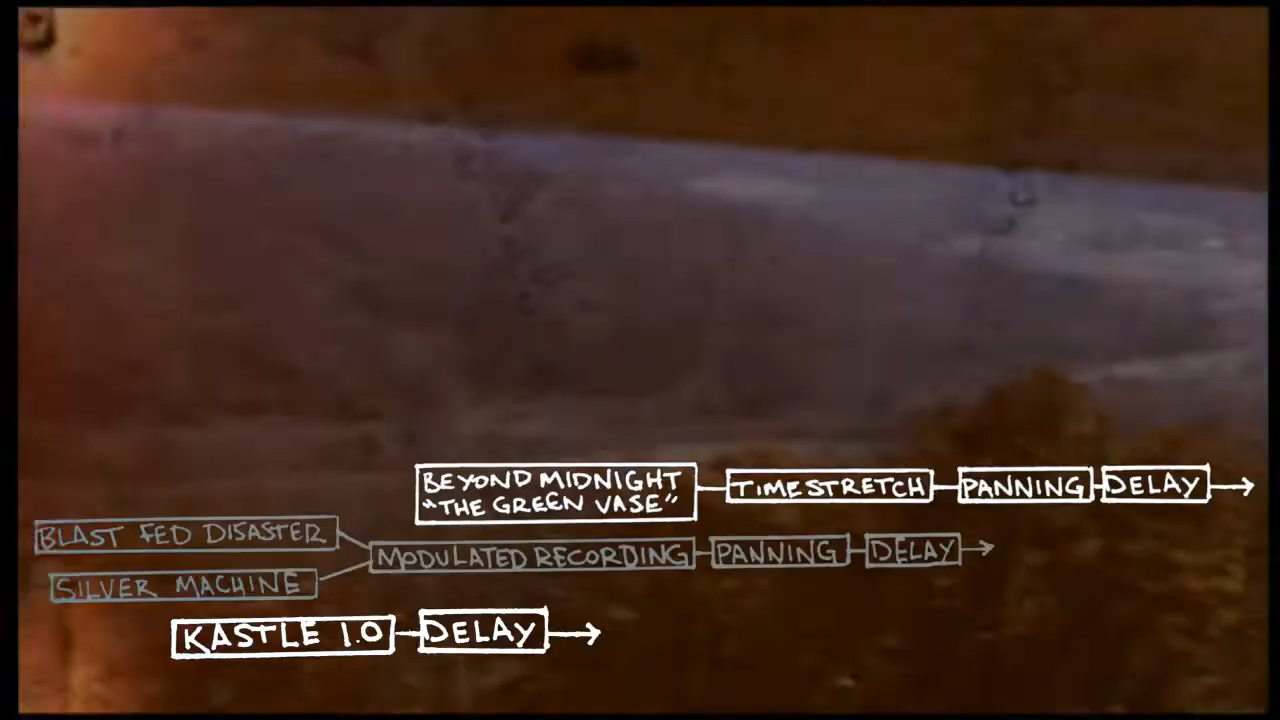 BEYOND MIDNIGHT
"THE GREEN VASE"
TIMESTRETCH
PANNING
DELAY
BLAST FED DISASTER
SILVER MACHINE
MODULATED RECORDING
PANNING
DELAY
KASTLE 1.0
DELAY